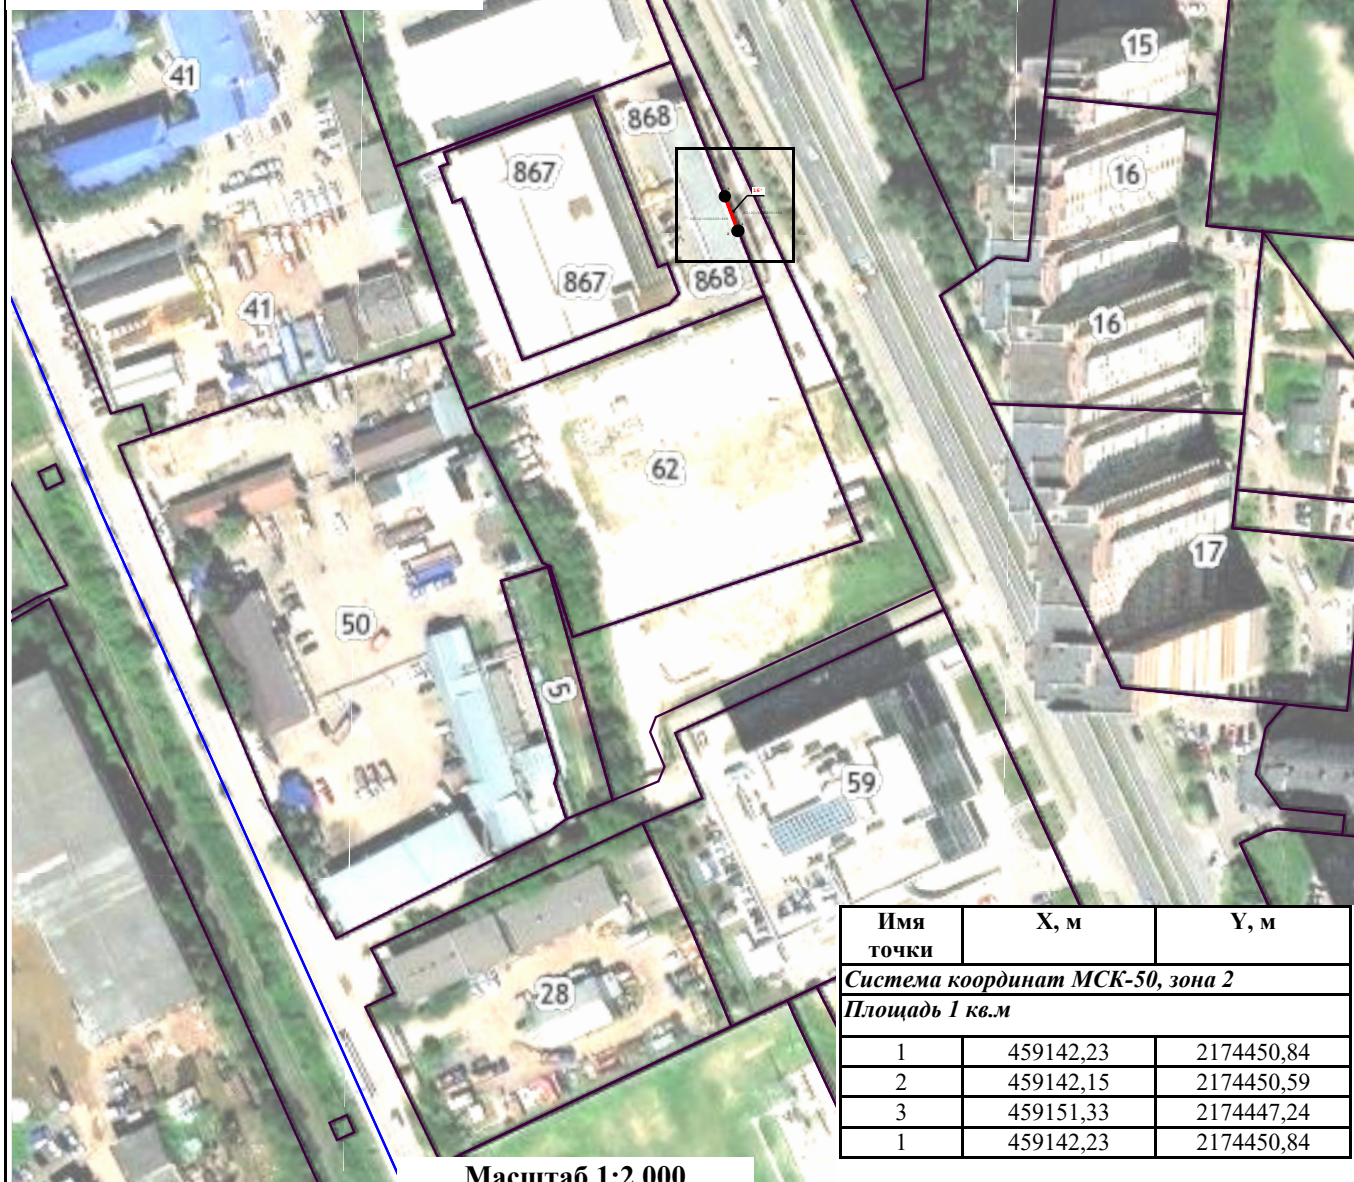 15
41
868
16
867
867
868
41
16
62
17
50
5
59
28
Имя точки X, м Y, м
Система координат МСК-50, зона 2
Площадь 1 кв.м
1 459142,23 2174450,84
2 459142,15 2174450,59
3 459151,33 2174447,24
1 459142,23 2174450,84
Масштаб 1:2 000